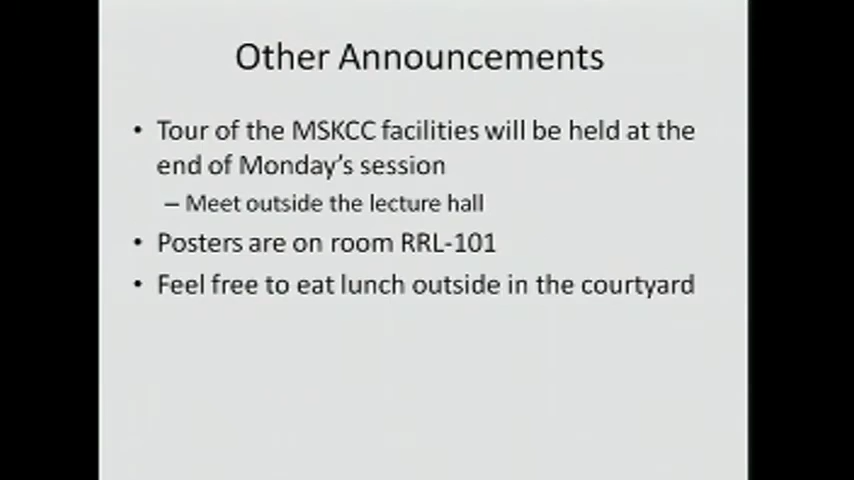 Other Announcements
• Tour of the MSKCC facilities will be held at the
end of Monday's session
– Meet outside the lecture hall
• Posters are on room RRL-101
• Feel free to eat lunch outside in the courtyard